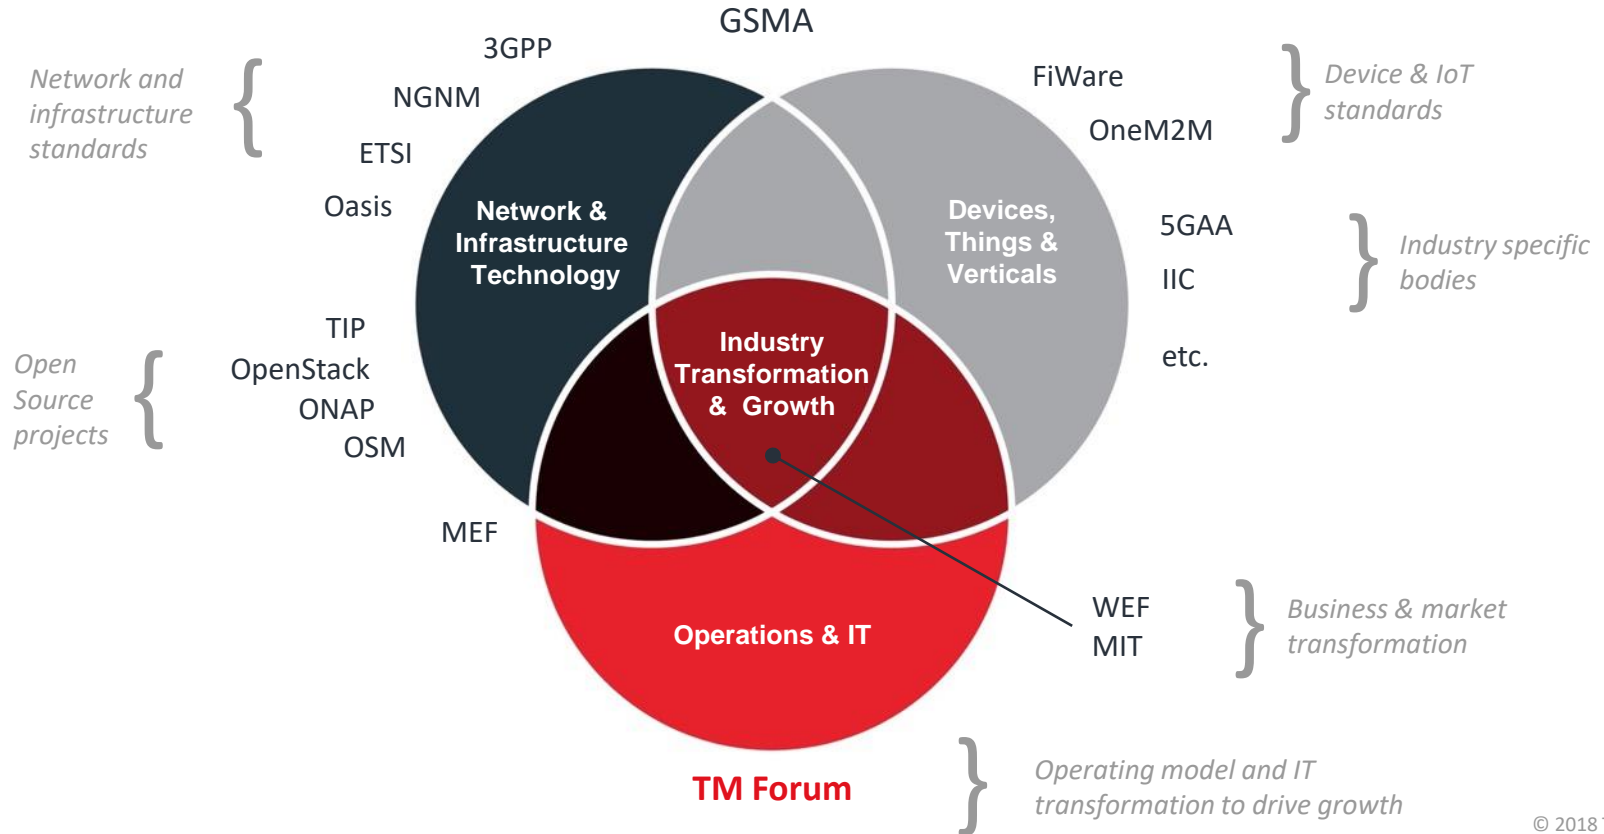 GSMA
3GPP
NGNM
ETSI
Oasis
Network and
infrastructure
standards
TIP
OpenStack
ONAP
OSM
Open
Source
projects
MEF
Network &
Infrastructure
Technology
Devices,
Things &
Verticals
Industry
Transformation
& Growth
Operations & IT
FiWare
OneM2M
Device & IoT
standards
5GAA
IIC
etc.
Industry specific
bodies
WEF
MIT
Business & market
transformation
TM Forum
Operating model and IT
transformation to drive growth
© 2018